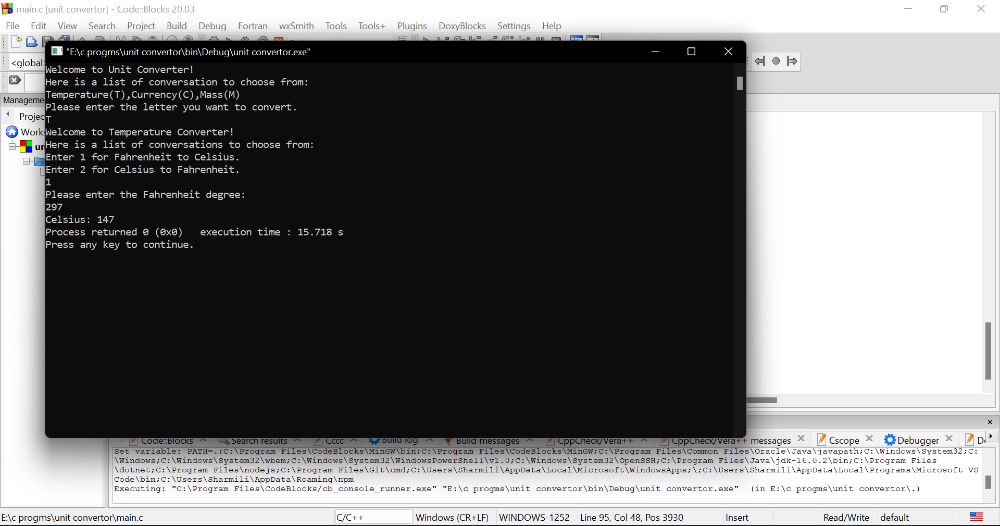 main.c [unit convertor] - Code::Blocks 20.03
File Edit View Search Project Build Debug Fortran wxSmith Tools Tools+ Plugins DoxyBlocks Settings Help
"E:\c progms\unit convertor\bin\Debug\unit convertor.exe"
<global>
Welcome to Unit Converter!
Here is a list of conversation to choose from:
Temperature(T),Currency(C),Mass(M)
Please enter the letter you want to convert.
T
Welcome to Temperature Converter!
Here is a list of conversations to choose from:
Enter 1 for Fahrenheit to Celsius.
Enter 2 for Celsius to Fahrenheit.
1
Please enter the Fahrenheit degree:
297
Celsius: 147
Process returned 0 (0x0)   execution time : 15.718 s
Press any key to continue.
Code::Blocks Search results Cccc Build log Build messages CppCheck/Vera++ CppCheck/Vera++ messages Cscope Debugger
Set variable: PATH=.;C:\Program Files\CodeBlocks\MinGW\bin;C:\Program Files\CodeBlocks\MinGW;C:\Program Files\Common Files\Oracle\Java\javapath;C:\Windows\System32;C:
\Windows;C:\Windows\System32\wbem;C:\Windows\System32\WindowsPowerShell\v1.0;C:\Windows\System32\OpenSSH;C:\Program Files\Java\jdk-16.0.2\bin;C:\Program Files
\dotnet;C:\Program Files\nodejs;C:\Program Files\Git\cmd;C:\Users\Sharmili\AppData\Local\Microsoft\WindowsApps;\;C:\Users\Sharmili\AppData\Local\Programs\Microsoft VS
Code\bin;C:\Users\Sharmili\AppData\Roaming\npm
Executing: "C:\Program Files\CodeBlocks/cb_console_runner.exe" "E:\c progms\unit convertor\bin\Debug\unit convertor.exe"  (in E:\c progms\unit convertor\.)
E:\c progms\unit convertor\main.c C/C++ Windows (CR+LF) WINDOWS-1252 Line 95, Col 48, Pos 3930 Insert Read/Write default